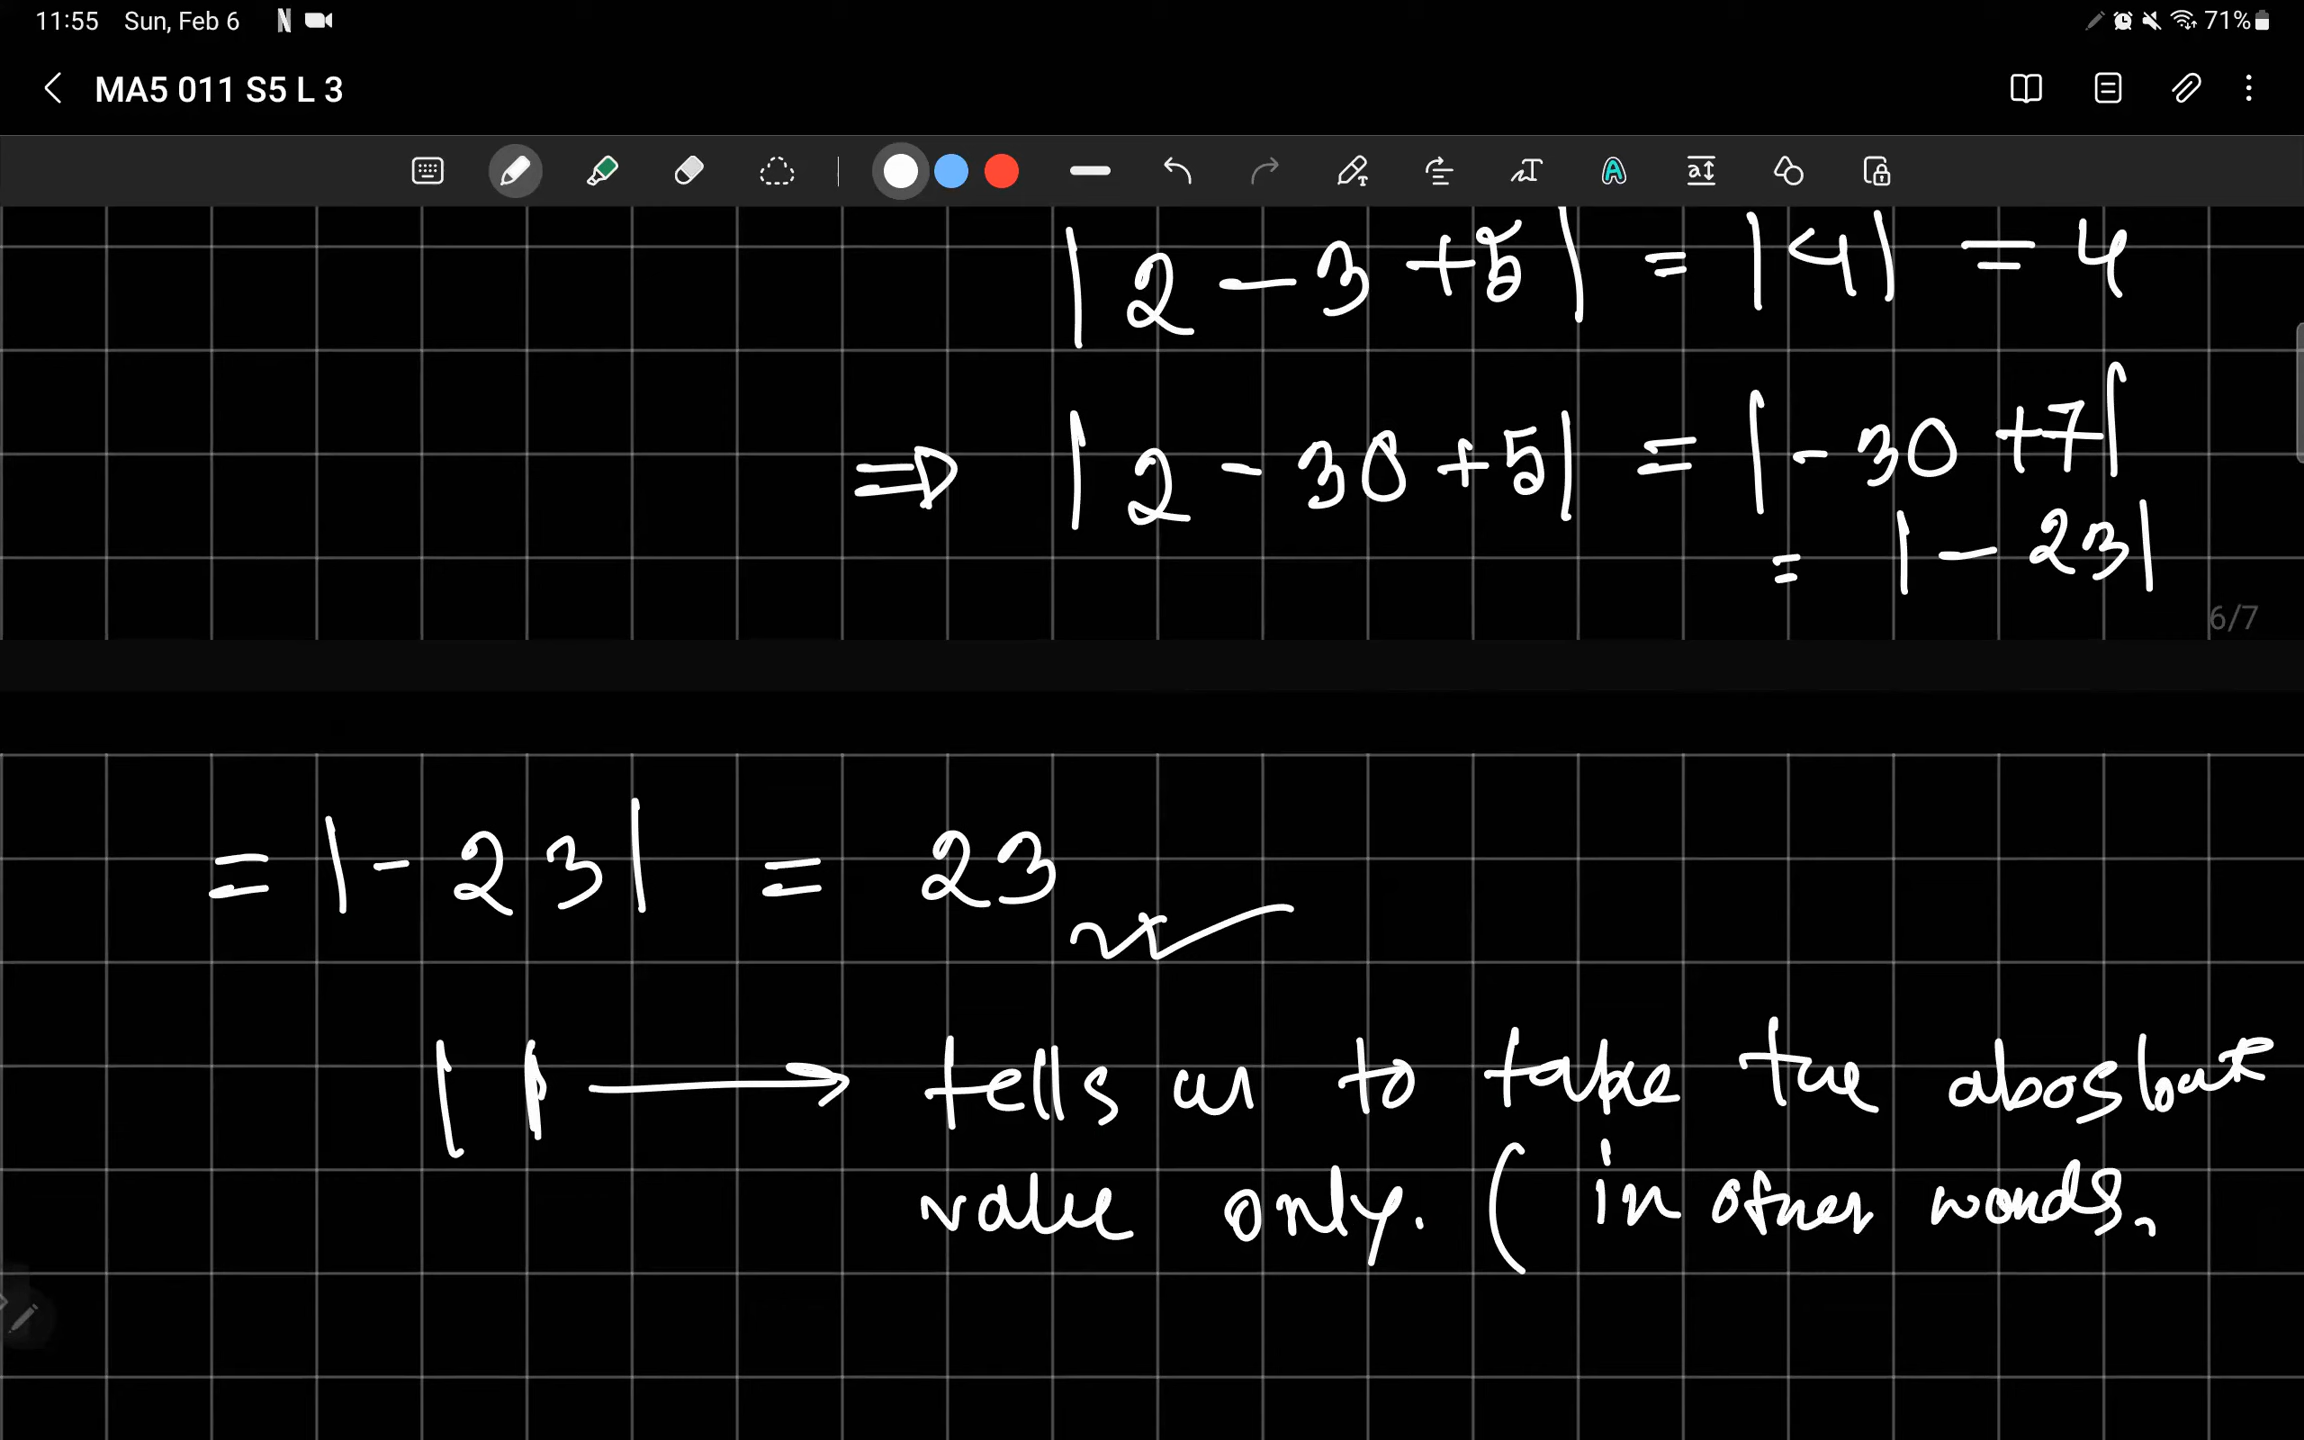 11:55 Sun, Feb 6 N 71%
MA5 011 S5 L 3
|2 - 3 + 5| = |4| = 4
⇒ |2 - 30 + 5| = |-30 + 7|
= |-23|
6/7
= |-23| = 23
| | → tells us to take the abosloute
value only. ( in other words,